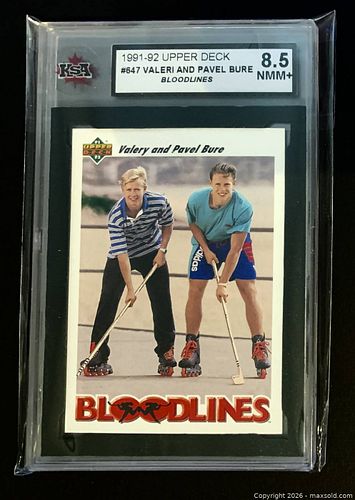 KSA
1991-92 UPPER DECK
#647 VALERI AND PAVEL BURE
BLOODLINES
8.5
NMM+
UPPER
DECK
Valery and Pavel Bure
adidas
BLOODLINES
Copyright © 2026 - maxsold.com